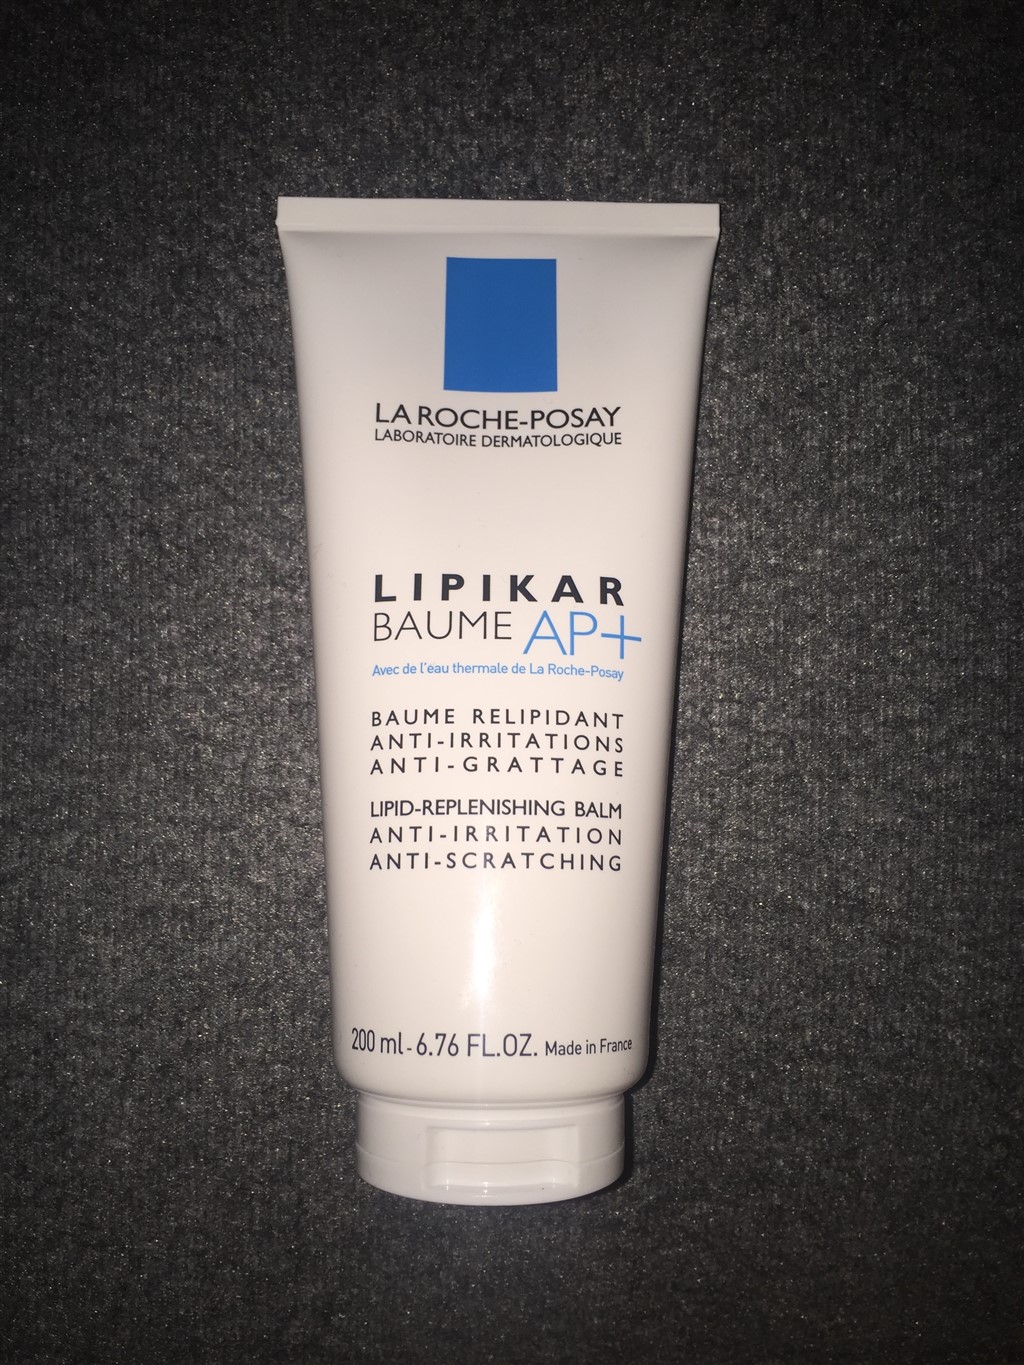 LA ROCHE-POSAY
LABORATOIRE DERMATOLOGIQUE
LIPIKAR
BAUME AP+
Avec de l'eau thermale de La Roche-Posay
BAUME RELIPIDANT
ANTI-IRRITATIONS
ANTI-GRATTAGE
LIPID-REPLENISHING BALM
ANTI-IRRITATION
ANTI-SCRATCHING
200 ml - 6.76 FL.OZ. Made in France